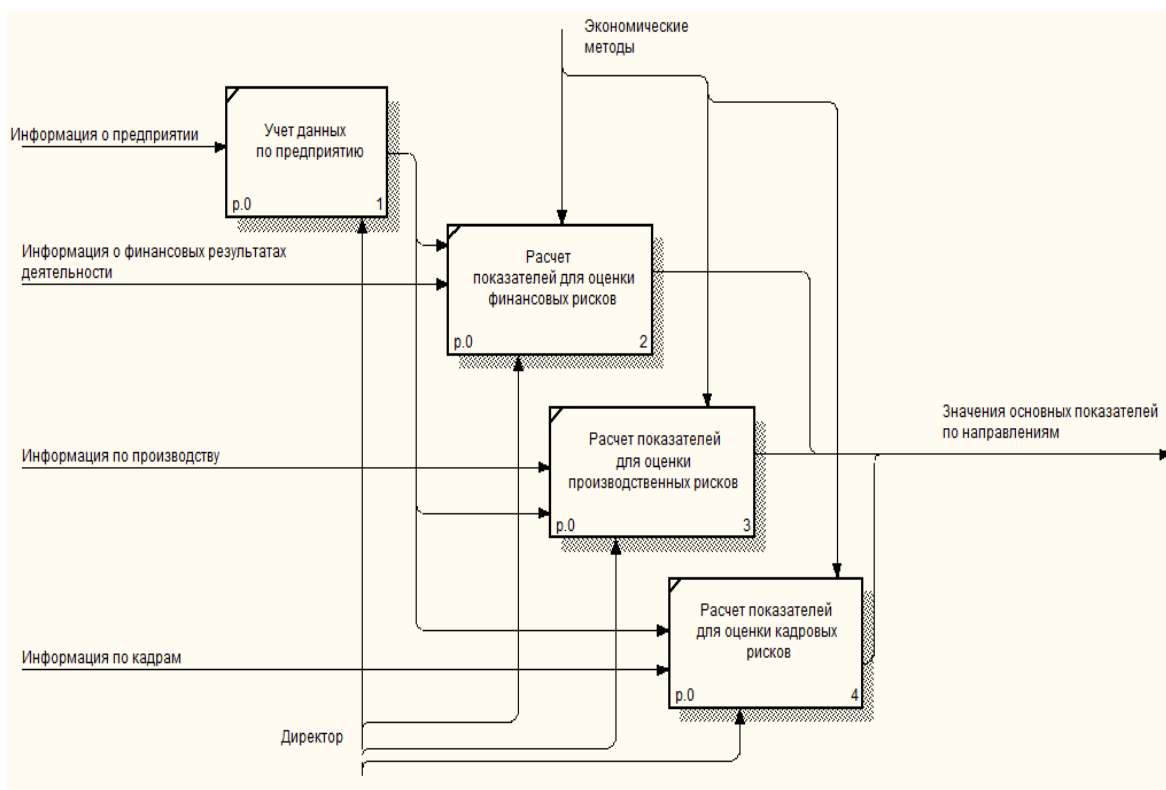 Экономические
методы
Информация о предприятии
Учет данных
по предприятию
р.0
1
Информация о финансовых результатах
деятельности
Расчет
показателей для оценки
финансовых рисков
р.0
2
Значения основных показателей
по направлениям
Информация по производству
Расчет показателей
для оценки
производственных рисков
р.0
3
Расчет показателей
для оценки кадровых
рисков
р.0
4
Информация по кадрам
Директор